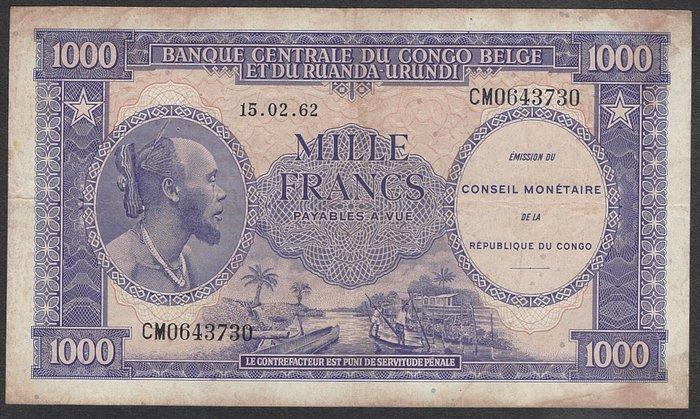 1000
BANQUE CENTRALE DU CONGO BELGE
ET DU RUANDA-URUNDI
1000
15.02.62
CM0643730
MILLE
FRANCS
PAYABLES A VUE
ÉMISSION DU
CONSEIL MONÉTAIRE
DE LA
RÉPUBLIQUE DU CONGO
CM0643730
1000
LE CONTREFACTEUR EST PUNI DE SERVITUDE PÉNALE
1000